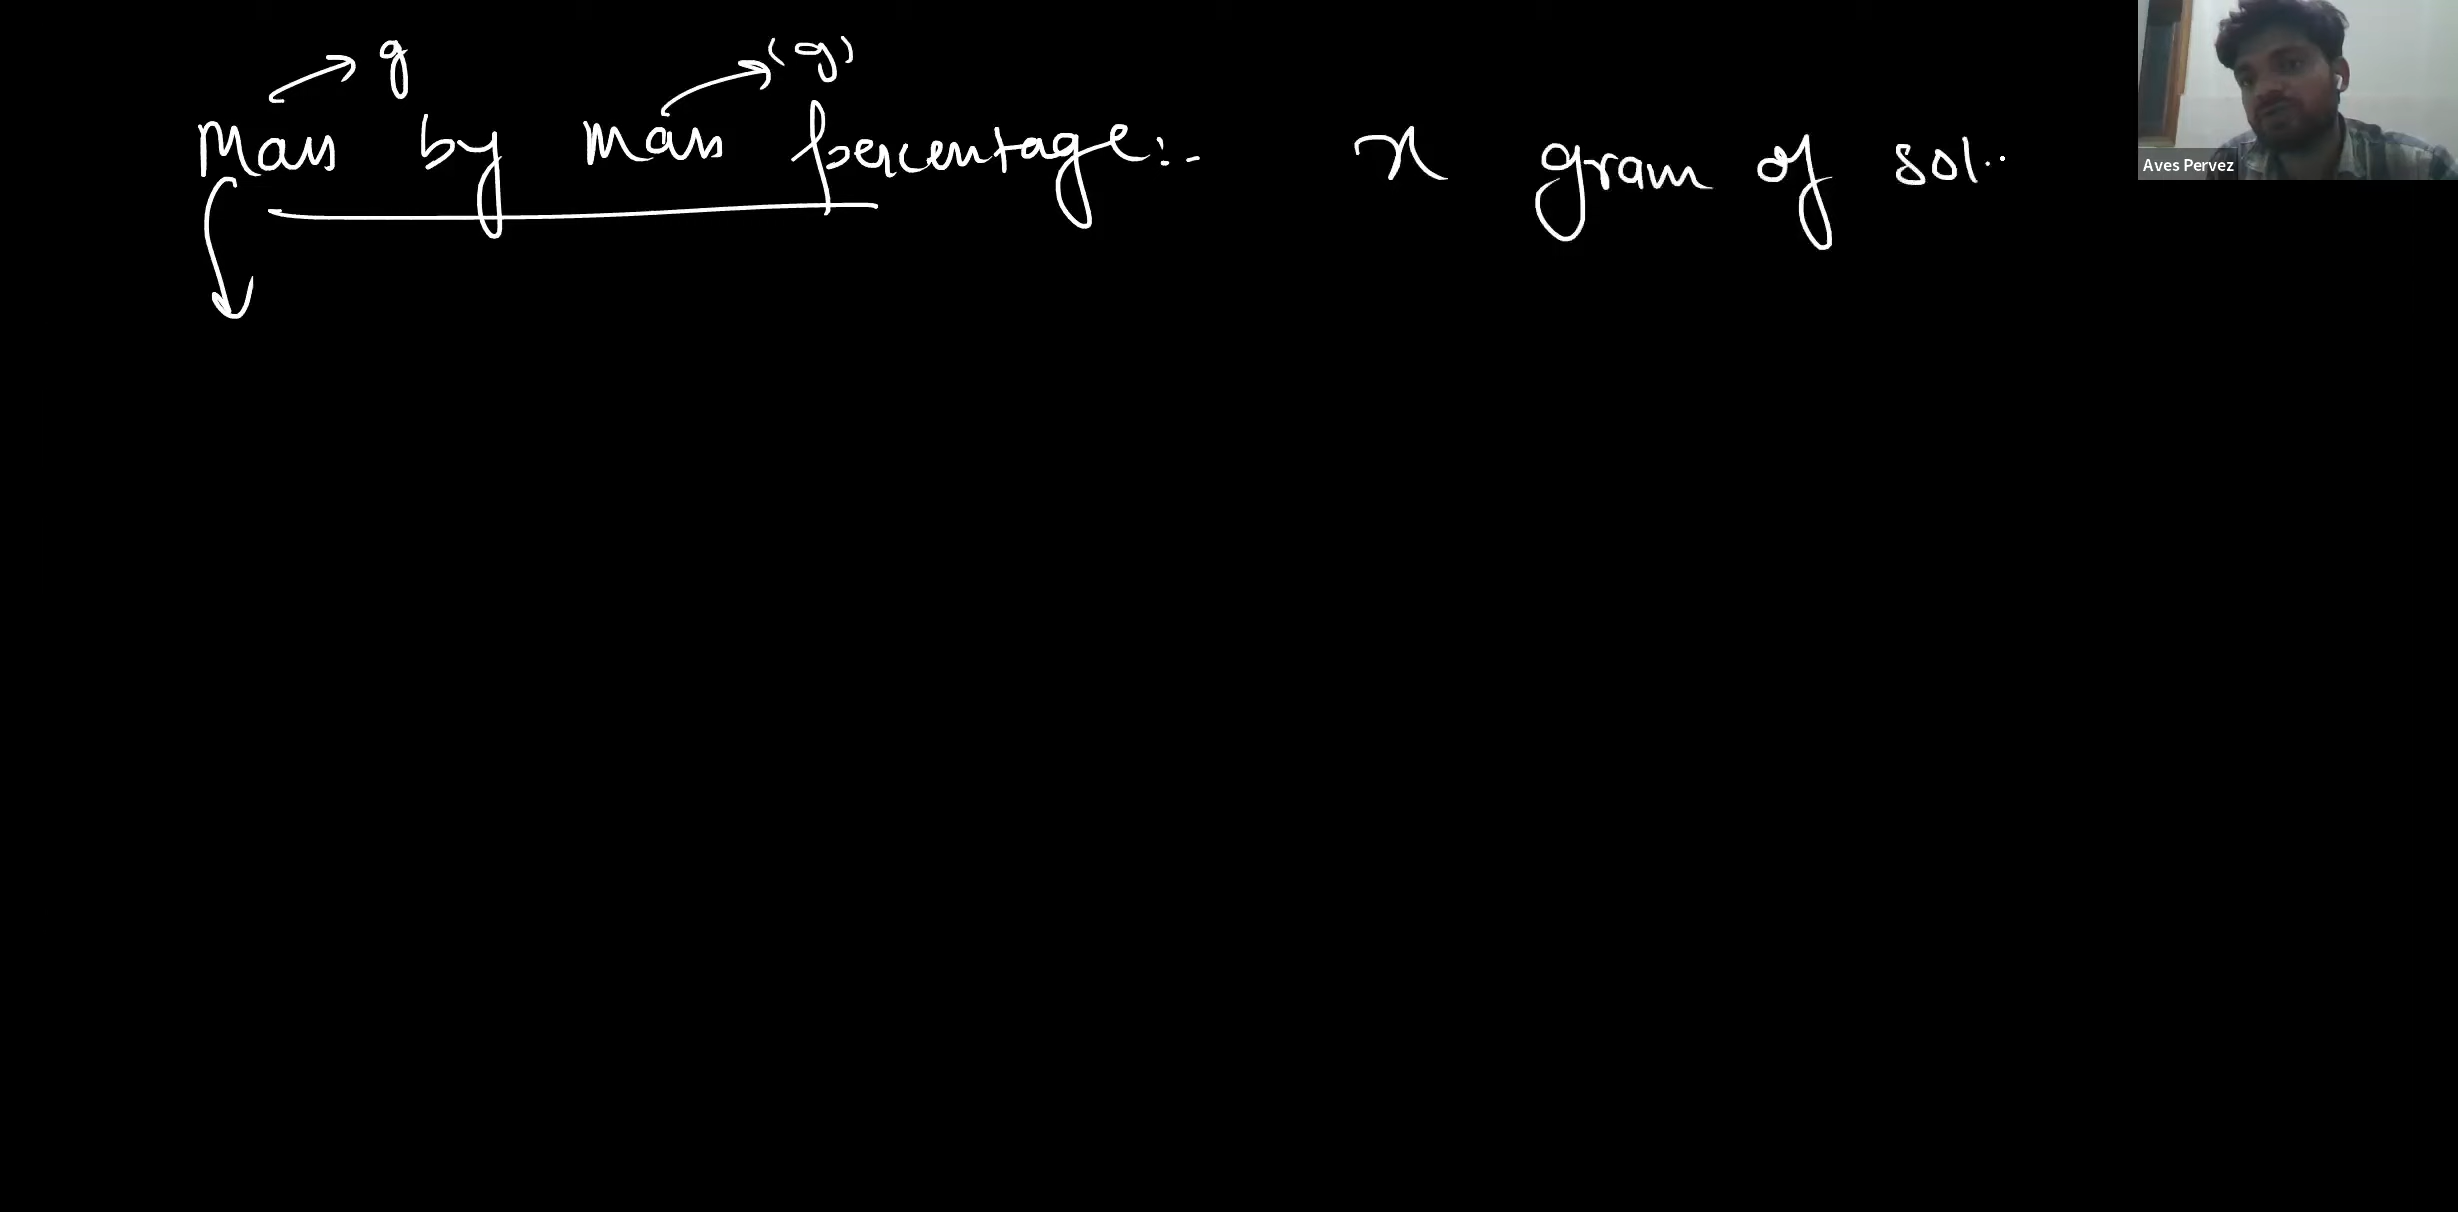 g (g)
Mass by mass percentage:- x gram of sol..
Aves Pervez